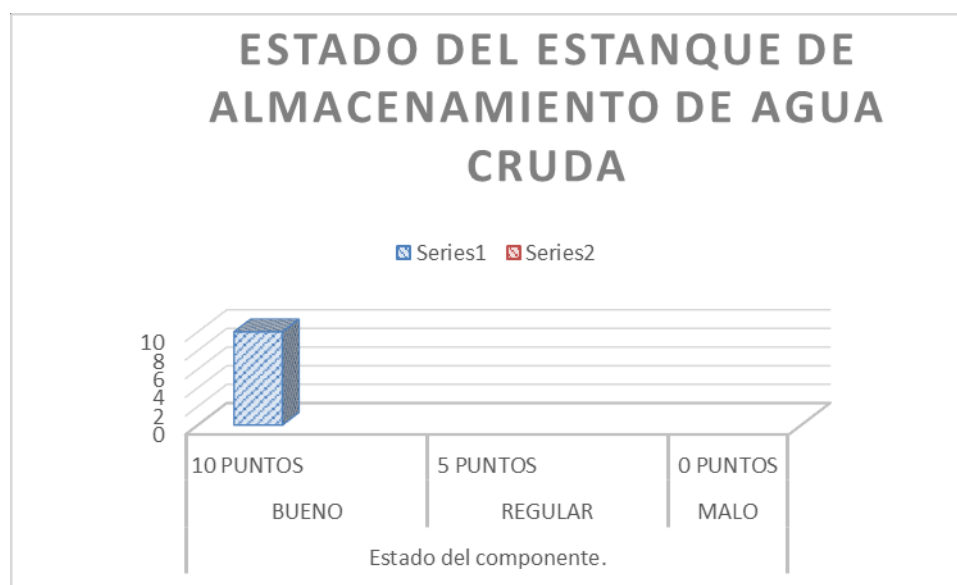 ESTADO DEL ESTANQUE DE
ALMACENAMIENTO DE AGUA
CRUDA
Series1 Series2
10
8
6
4
2
0
10 PUNTOS 5 PUNTOS 0 PUNTOS
BUENO REGULAR MALO
Estado del componente.